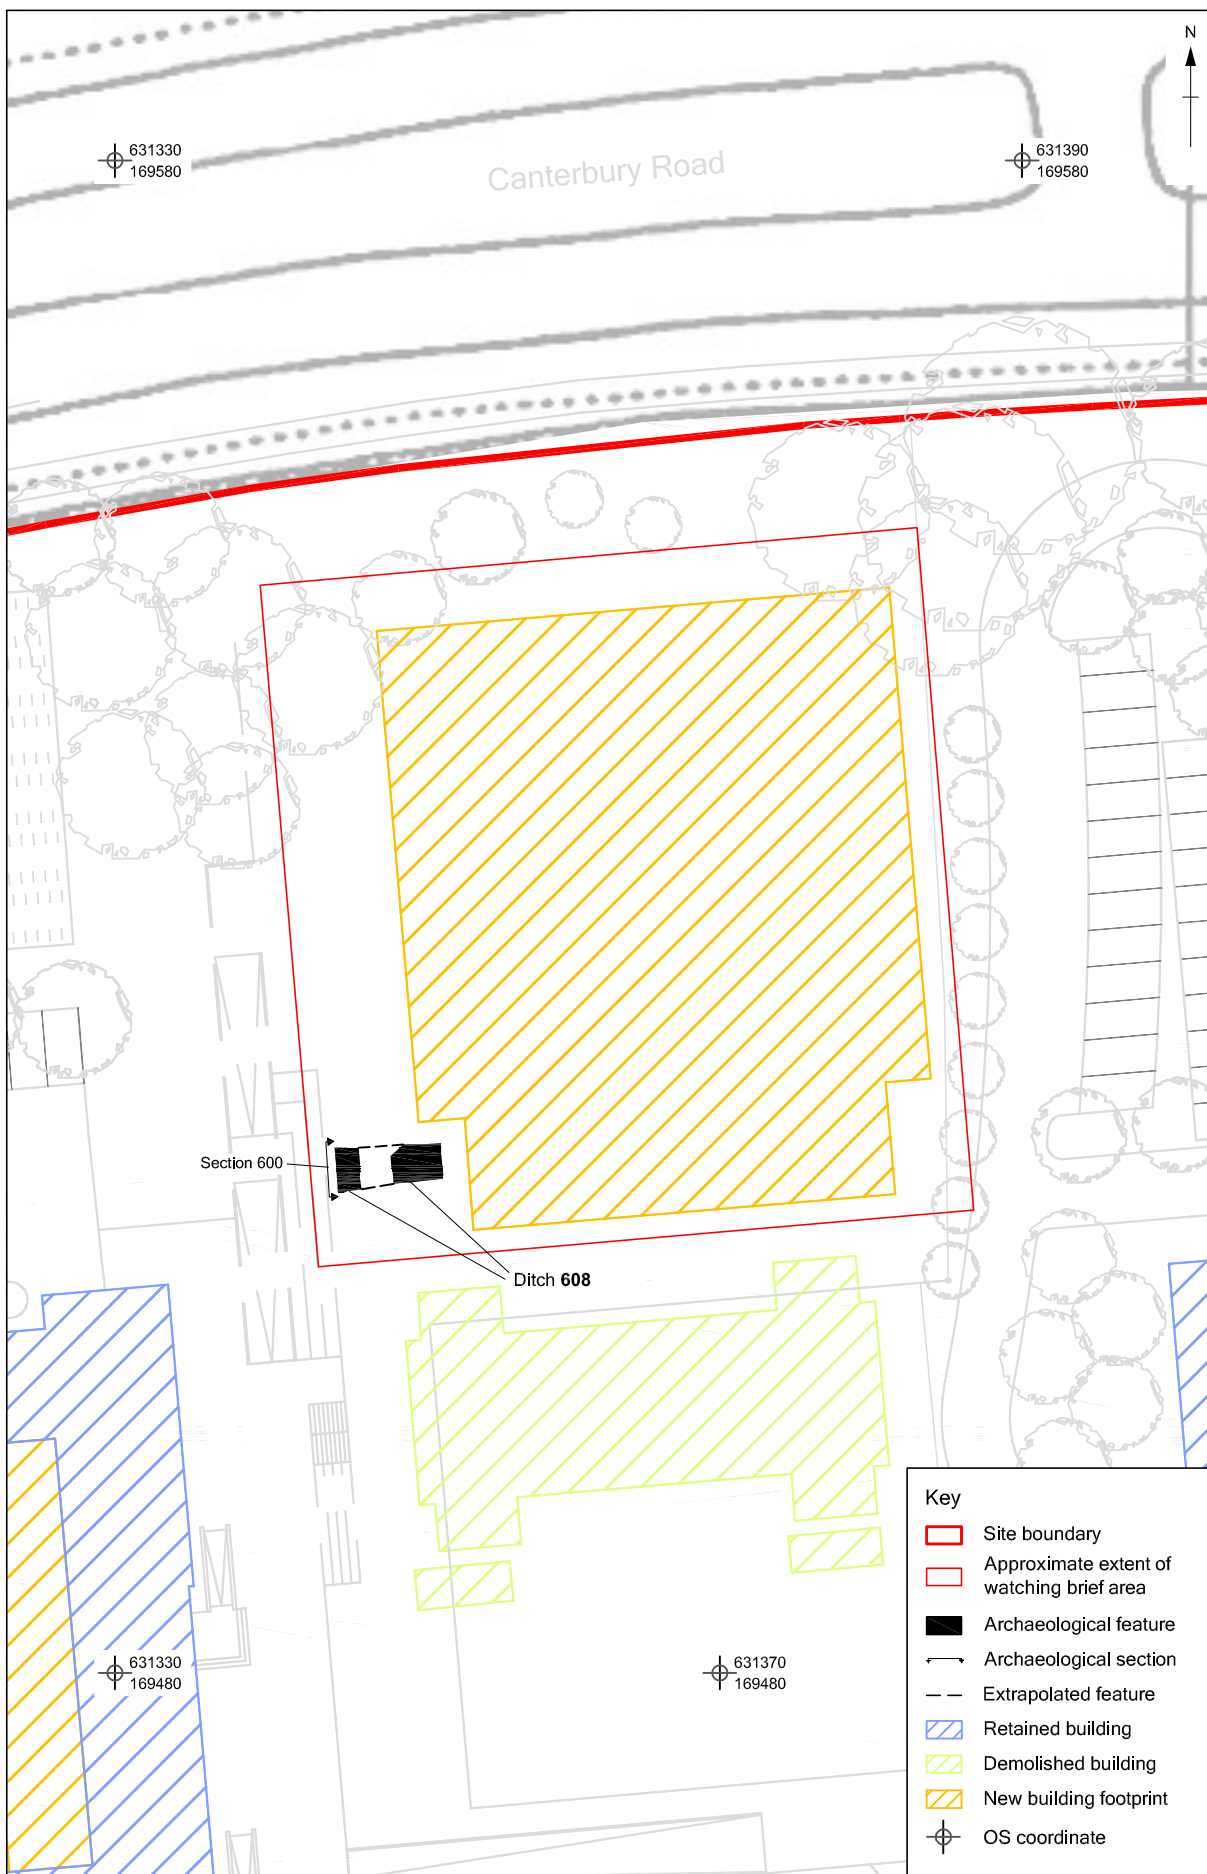 N
631330
169580
Canterbury Road
631390
169580
Section 600
Ditch 608
631330
169480
631370
169480
Key
Site boundary
Approximate extent of
watching brief area
Archaeological feature
Archaeological section
Extrapolated feature
Retained building
Demolished building
New building footprint
OS coordinate